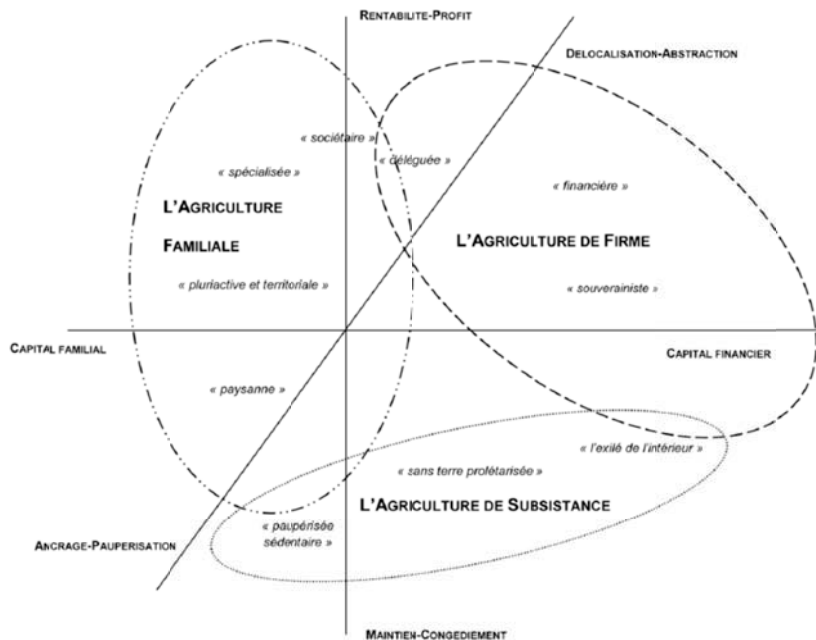 RENTABILITE-PROFIT
DELOCALISATION-ABSTRACTION
« sociétaire »
« déléguée »
« spécialisée »
« financière »
L'AGRICULTURE
FAMILIALE
L'AGRICULTURE DE FIRME
« pluriactive et territoriale »
« souverainiste »
CAPITAL FAMILIAL
CAPITAL FINANCIER
« paysanne »
« l'exilé de l'intérieur »
« sans terre prolétarisée »
L'AGRICULTURE DE SUBSISTANCE
« paupérisée
sédentaire »
ANCRAGE-PAUPERISATION
MAINTIEN-CONGEDIEMENT